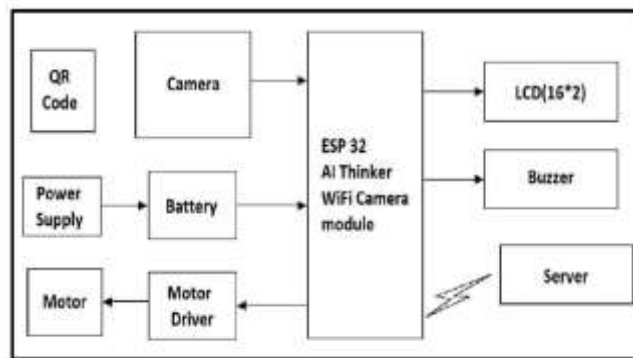 QR
Code
Camera
ESP 32
AI Thinker
WiFi Camera
module
LCD(16*2)
Power
Supply
Battery
Buzzer
Motor
Motor
Driver
Server